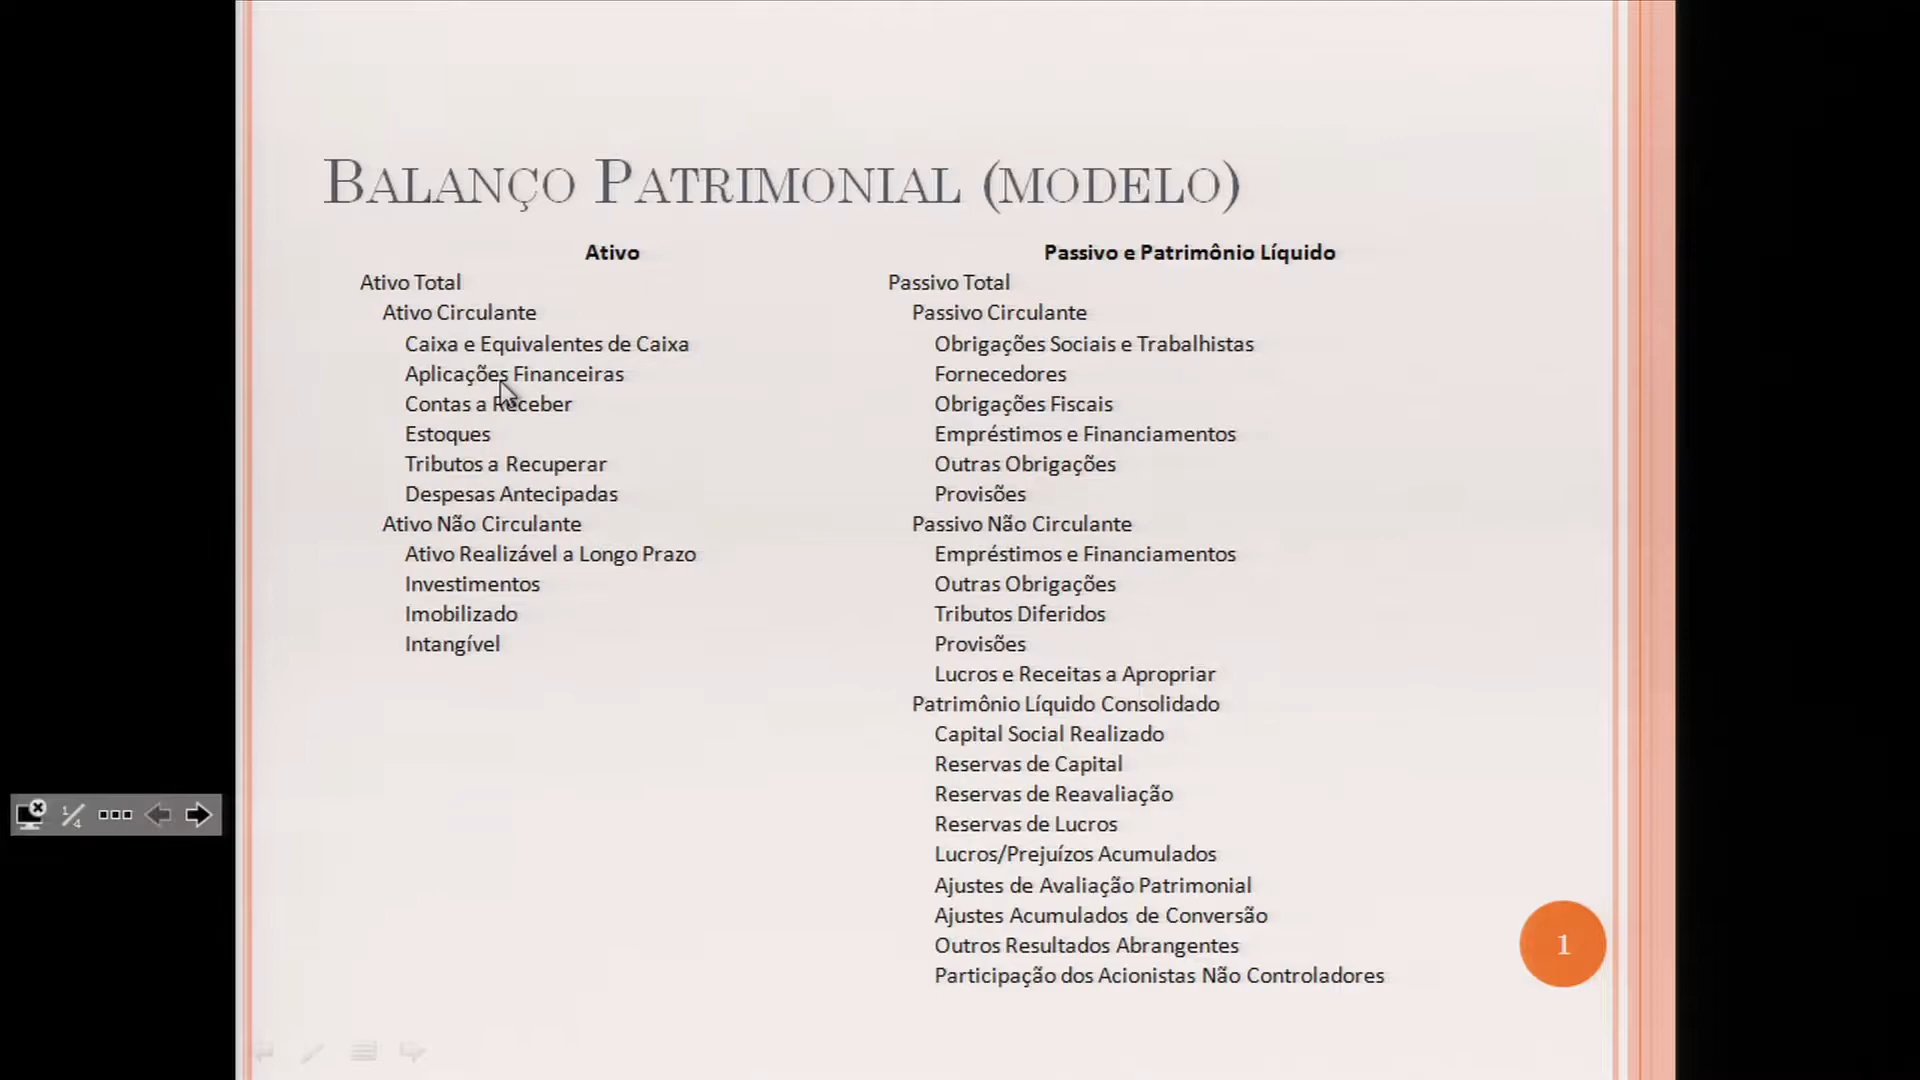 Balanço Patrimonial (modelo)
Ativo
Ativo Total
Ativo Circulante
Caixa e Equivalentes de Caixa
Aplicações Financeiras
Contas a Receber
Estoques
Tributos a Recuperar
Despesas Antecipadas
Ativo Não Circulante
Ativo Realizável a Longo Prazo
Investimentos
Imobilizado
Intangível
Passivo e Patrimônio Líquido
Passivo Total
Passivo Circulante
Obrigações Sociais e Trabalhistas
Fornecedores
Obrigações Fiscais
Empréstimos e Financiamentos
Outras Obrigações
Provisões
Passivo Não Circulante
Empréstimos e Financiamentos
Outras Obrigações
Tributos Diferidos
Provisões
Lucros e Receitas a Apropriar
Patrimônio Líquido Consolidado
Capital Social Realizado
Reservas de Capital
Reservas de Reavaliação
Reservas de Lucros
Lucros/Prejuízos Acumulados
Ajustes de Avaliação Patrimonial
Ajustes Acumulados de Conversão
Outros Resultados Abrangentes
Participação dos Acionistas Não Controladores
1
1/4